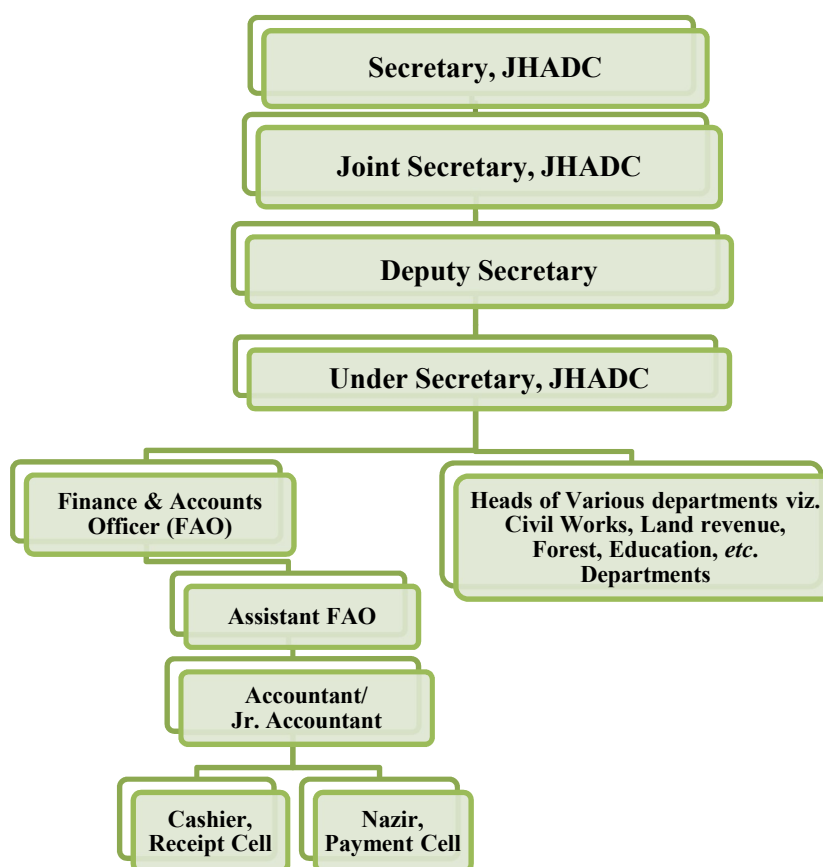 Secretary, JHADC
Joint Secretary, JHADC
Deputy Secretary
Under Secretary, JHADC
Finance & Accounts
Officer (FAO)
Heads of Various departments viz.
Civil Works, Land revenue,
Forest, Education, etc.
Departments
Assistant FAO
Accountant/
Jr. Accountant
Cashier,
Receipt Cell
Nazir,
Payment Cell